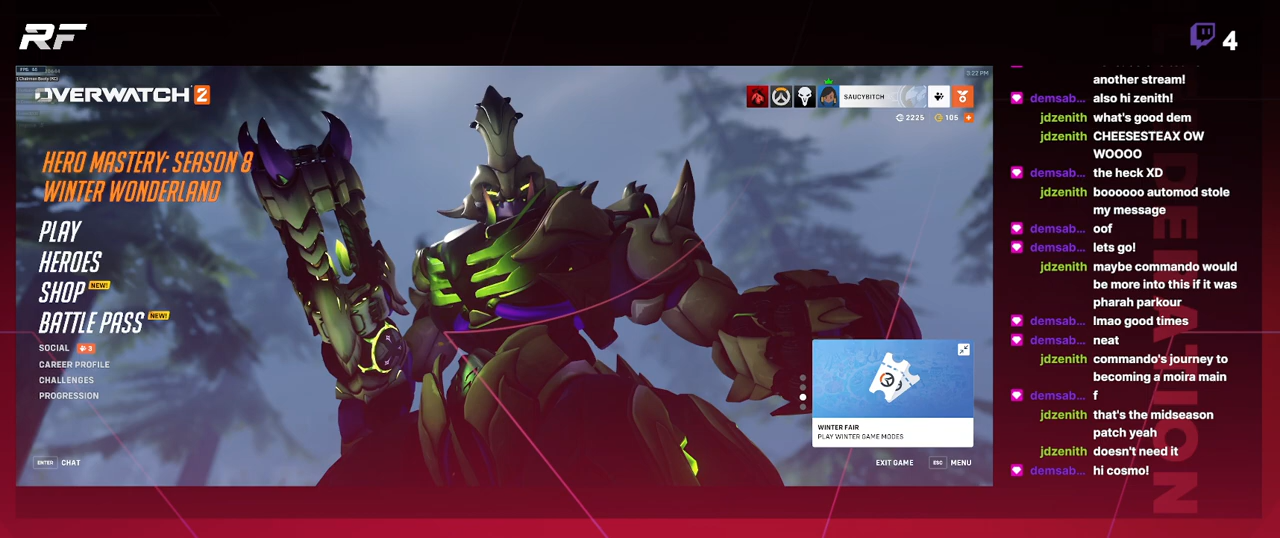 RF
4
FPS
3:22 PM
OVERWATCH 2
SAUCYBITCH
2225
105
HERO MASTERY: SEASON 8
WINTER WONDERLAND
PLAY
HEROES
SHOP NEW!
BATTLE PASS NEW!
SOCIAL 3
CAREER PROFILE
CHALLENGES
PROGRESSION
WINTER FAIR
PLAY WINTER GAME MODES
ENTER CHAT
EXIT GAME
ESC MENU
another stream!
demsab... also hi zenith!
jdzenith what's good dem
jdzenith CHEESESTEAX OW
WOOOO
demsab... the heck XD
jdzenith boooooo automod stole
my message
demsab... oof
demsab... lets go!
jdzenith maybe commando would
be more into this if it was
pharah parkour
demsab... lmao good times
demsab... neat
jdzenith commando's journey to
becoming a moira main
demsab... f
jdzenith that's the midseason
patch yeah
jdzenith doesn't need it
demsab... hi cosmo!